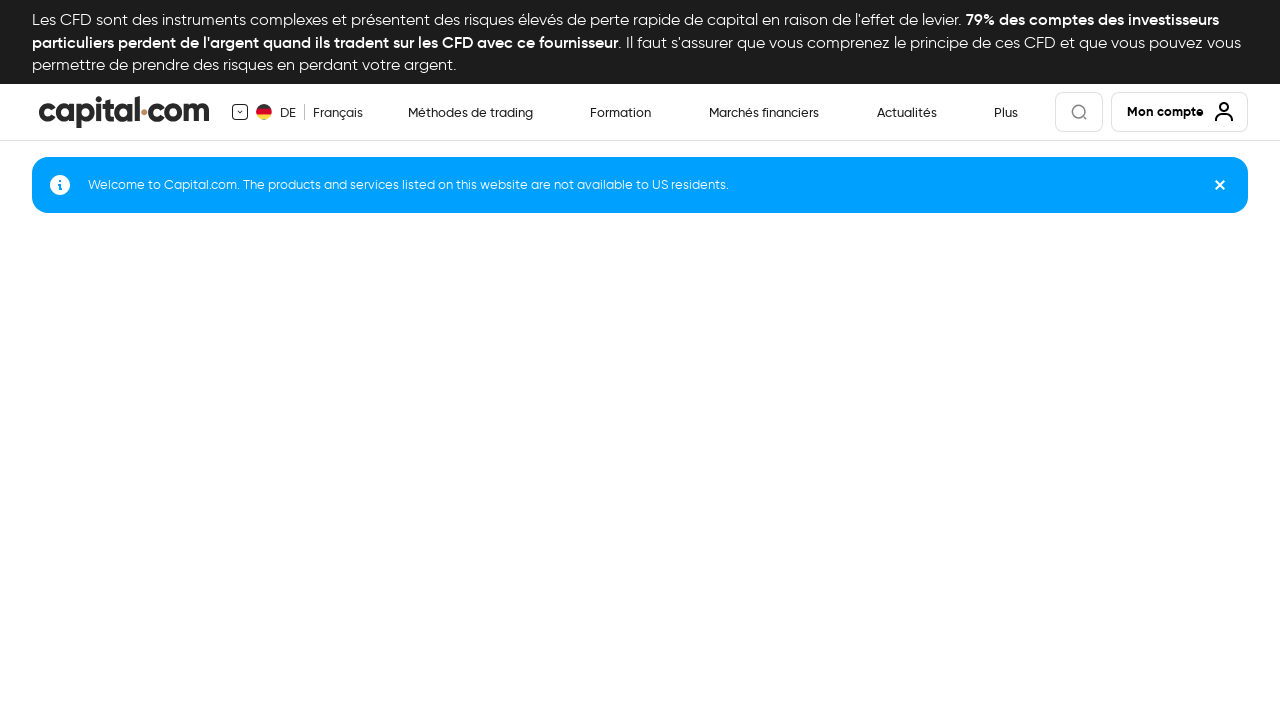 Les CFD sont des instruments complexes et présentent des risques élevés de perte rapide de capital en raison de l'effet de levier. 79% des comptes des investisseurs
particuliers perdent de l'argent quand ils tradent sur les CFD avec ce fournisseur. Il faut s'assurer que vous comprenez le principe de ces CFD et que vous pouvez vous
permettre de prendre des risques en perdant votre argent.
capital.com DE Français Méthodes de trading Formation Marchés financiers Actualités Plus Mon compte
Welcome to Capital.com. The products and services listed on this website are not available to US residents.